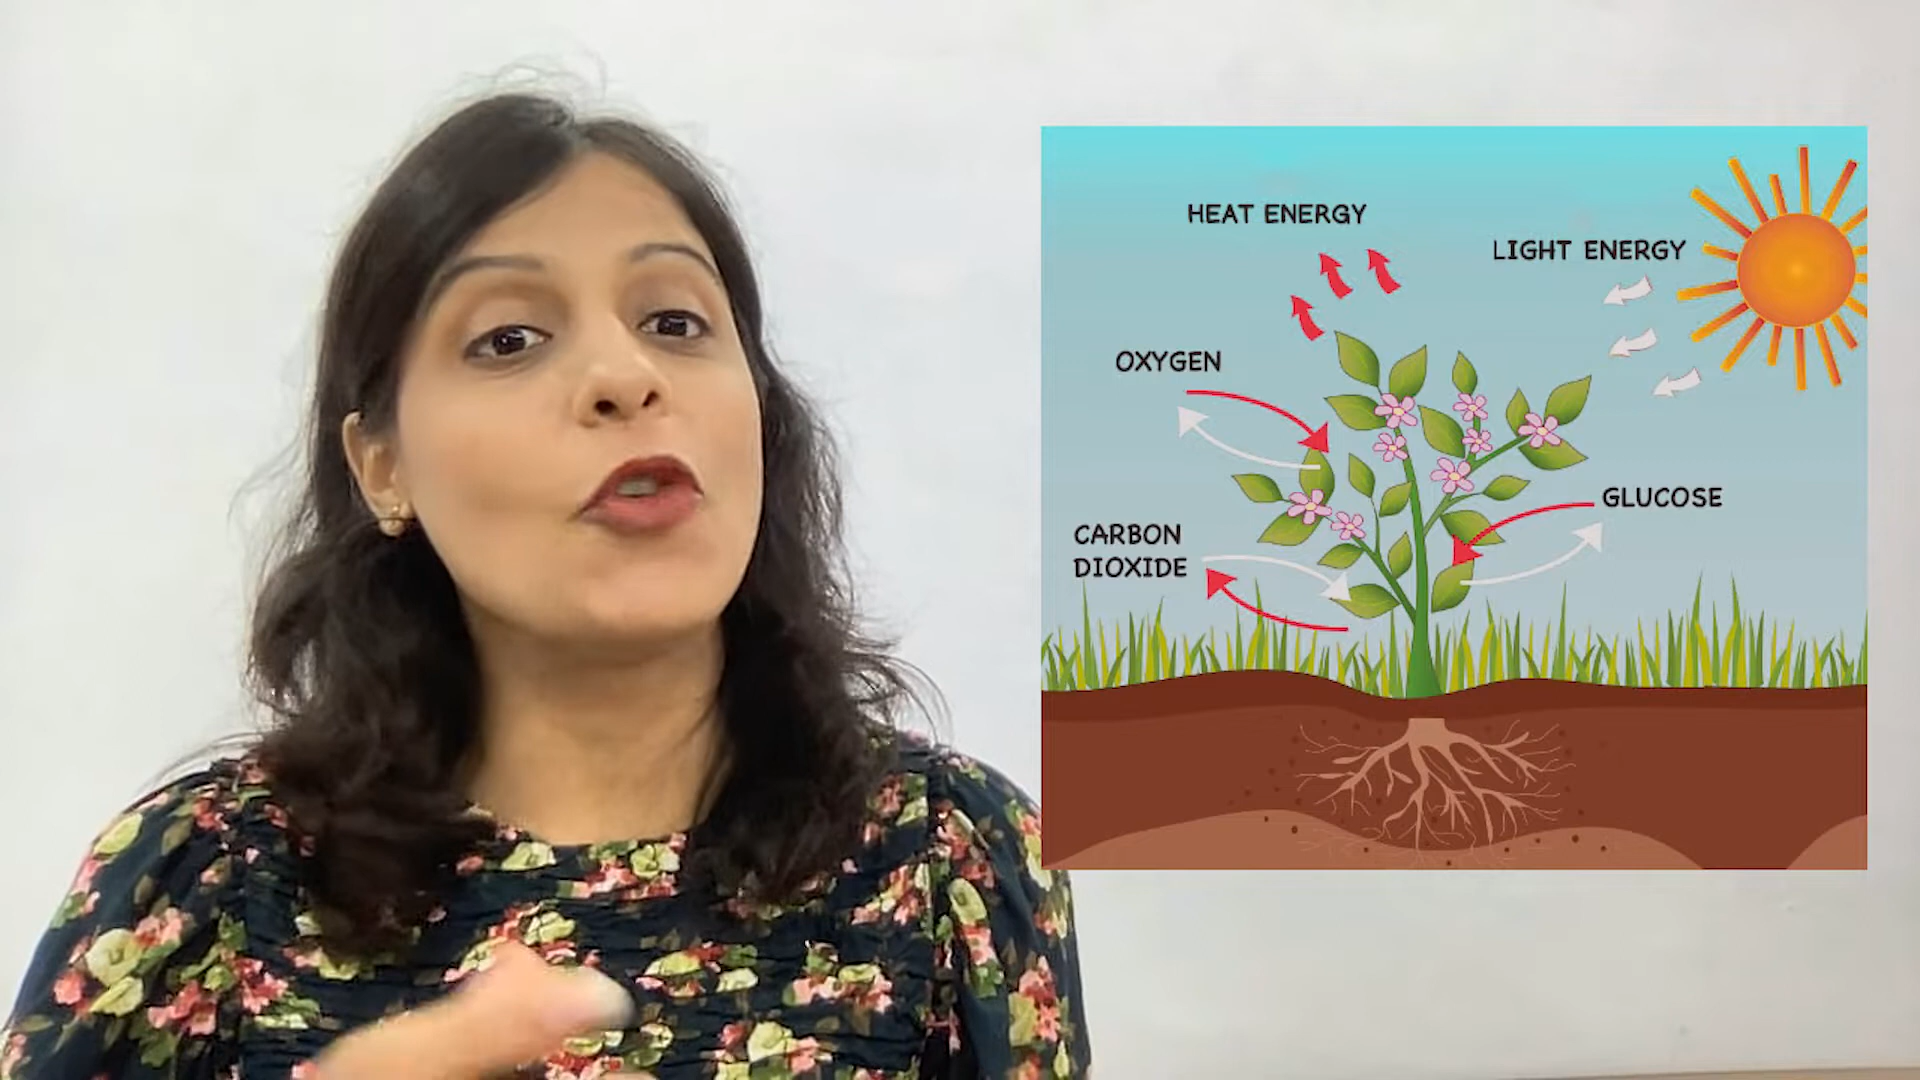 HEAT ENERGY
LIGHT ENERGY
OXYGEN
GLUCOSE
CARBON
DIOXIDE